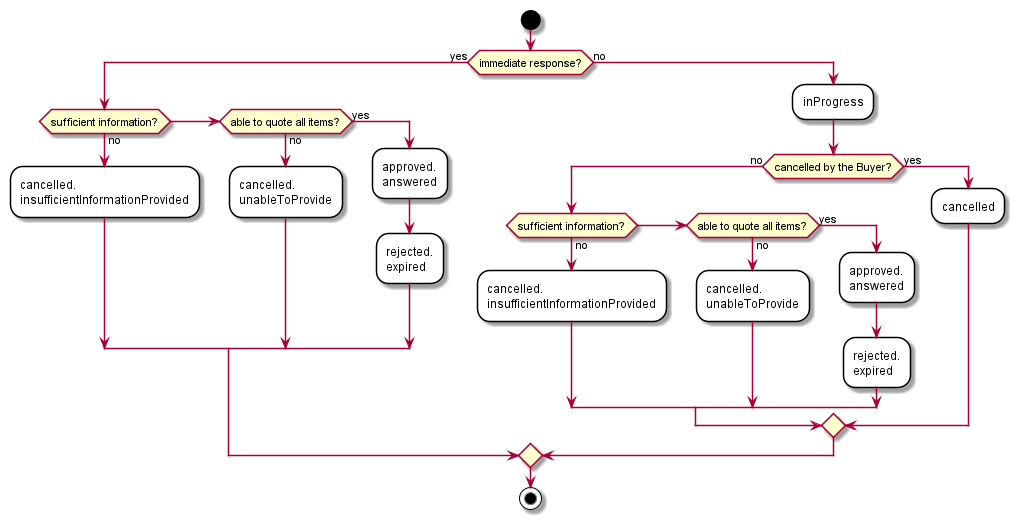 immediate response?
yes
no
sufficient information?
no
able to quote all items?
yes
no
cancelled.
insufficientInformationProvided
cancelled.
unableToProvide
approved.
answered
rejected.
expired
inProgress
cancelled by the Buyer?
no
yes
sufficient information?
no
able to quote all items?
yes
no
cancelled.
insufficientInformationProvided
cancelled.
unableToProvide
approved.
answered
rejected.
expired
cancelled